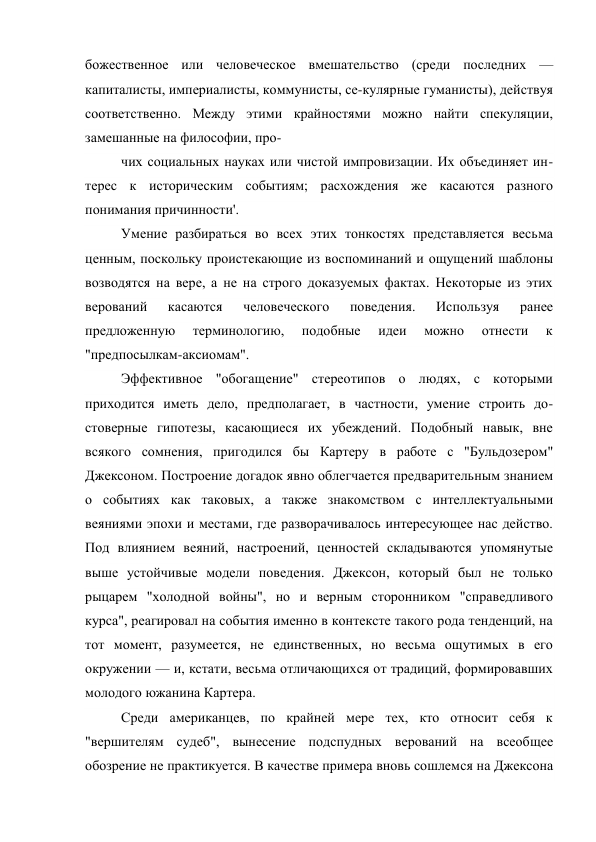 божественное или человеческое вмешательство (среди последних —
капиталисты, империалисты, коммунисты, се-кулярные гуманисты), действуя
соответственно. Между этими крайностями можно найти спекуляции,
замешанные на философии, про-
чих социальных науках или чистой импровизации. Их объединяет ин-
терес к историческим событиям; расхождения же касаются разного
понимания причинности'.
Умение разбираться во всех этих тонкостях представляется весьма
ценным, поскольку проистекающие из воспоминаний и ощущений шаблоны
возводятся на вере, а не на строго доказуемых фактах. Некоторые из этих
верований касаются человеческого поведения. Используя ранее
предложенную терминологию, подобные идеи можно отнести к
"предпосылкам-аксиомам".
Эффективное "обогащение" стереотипов о людях, с которыми
приходится иметь дело, предполагает, в частности, умение строить до-
стоверные гипотезы, касающиеся их убеждений. Подобный навык, вне
всякого сомнения, пригодился бы Картеру в работе с "Бульдозером"
Джексоном. Построение догадок явно облегчается предварительным знанием
о событиях как таковых, а также знакомством с интеллектуальными
веяниями эпохи и местами, где разворачивалось интересующее нас действо.
Под влиянием веяний, настроений, ценностей складываются упомянутые
выше устойчивые модели поведения. Джексон, который был не только
рыцарем "холодной войны", но и верным сторонником "справедливого
курса", реагировал на события именно в контексте такого рода тенденций, на
тот момент, разумеется, не единственных, но весьма ощутимых в его
окружении — и, кстати, весьма отличающихся от традиций, формировавших
молодого южанина Картера.
Среди американцев, по крайней мере тех, кто относит себя к
"вершителям судеб", вынесение подспудных верований на всеобщее
обозрение не практикуется. В качестве примера вновь сошлемся на Джексона